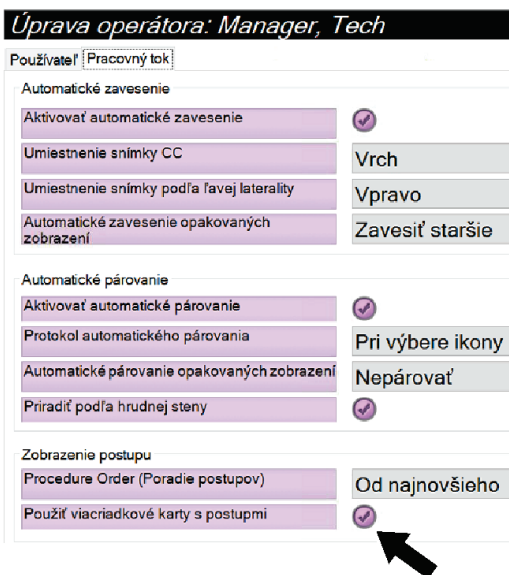 Úprava operátora: Manager, Tech
Používateľ Pracovný tok
Automatické zavesenie
Aktivovať automatické zavesenie
Umiestnenie snímky CC Vrch
Umiestnenie snímky podľa ľavej laterality Vpravo
Automatické zavesenie opakovaných
zobrazení Zavesiť staršie
Automatické párovanie
Aktivovať automatické párovanie
Protokol automatického párovania Pri výbere ikony
Automatické párovanie opakovaných zobrazení Nepárovať
Priradiť podľa hrudnej steny
Zobrazenie postupu
Procedure Order (Poradie postupov) Od najnovšieho
Použiť viacriadkové karty s postupmi